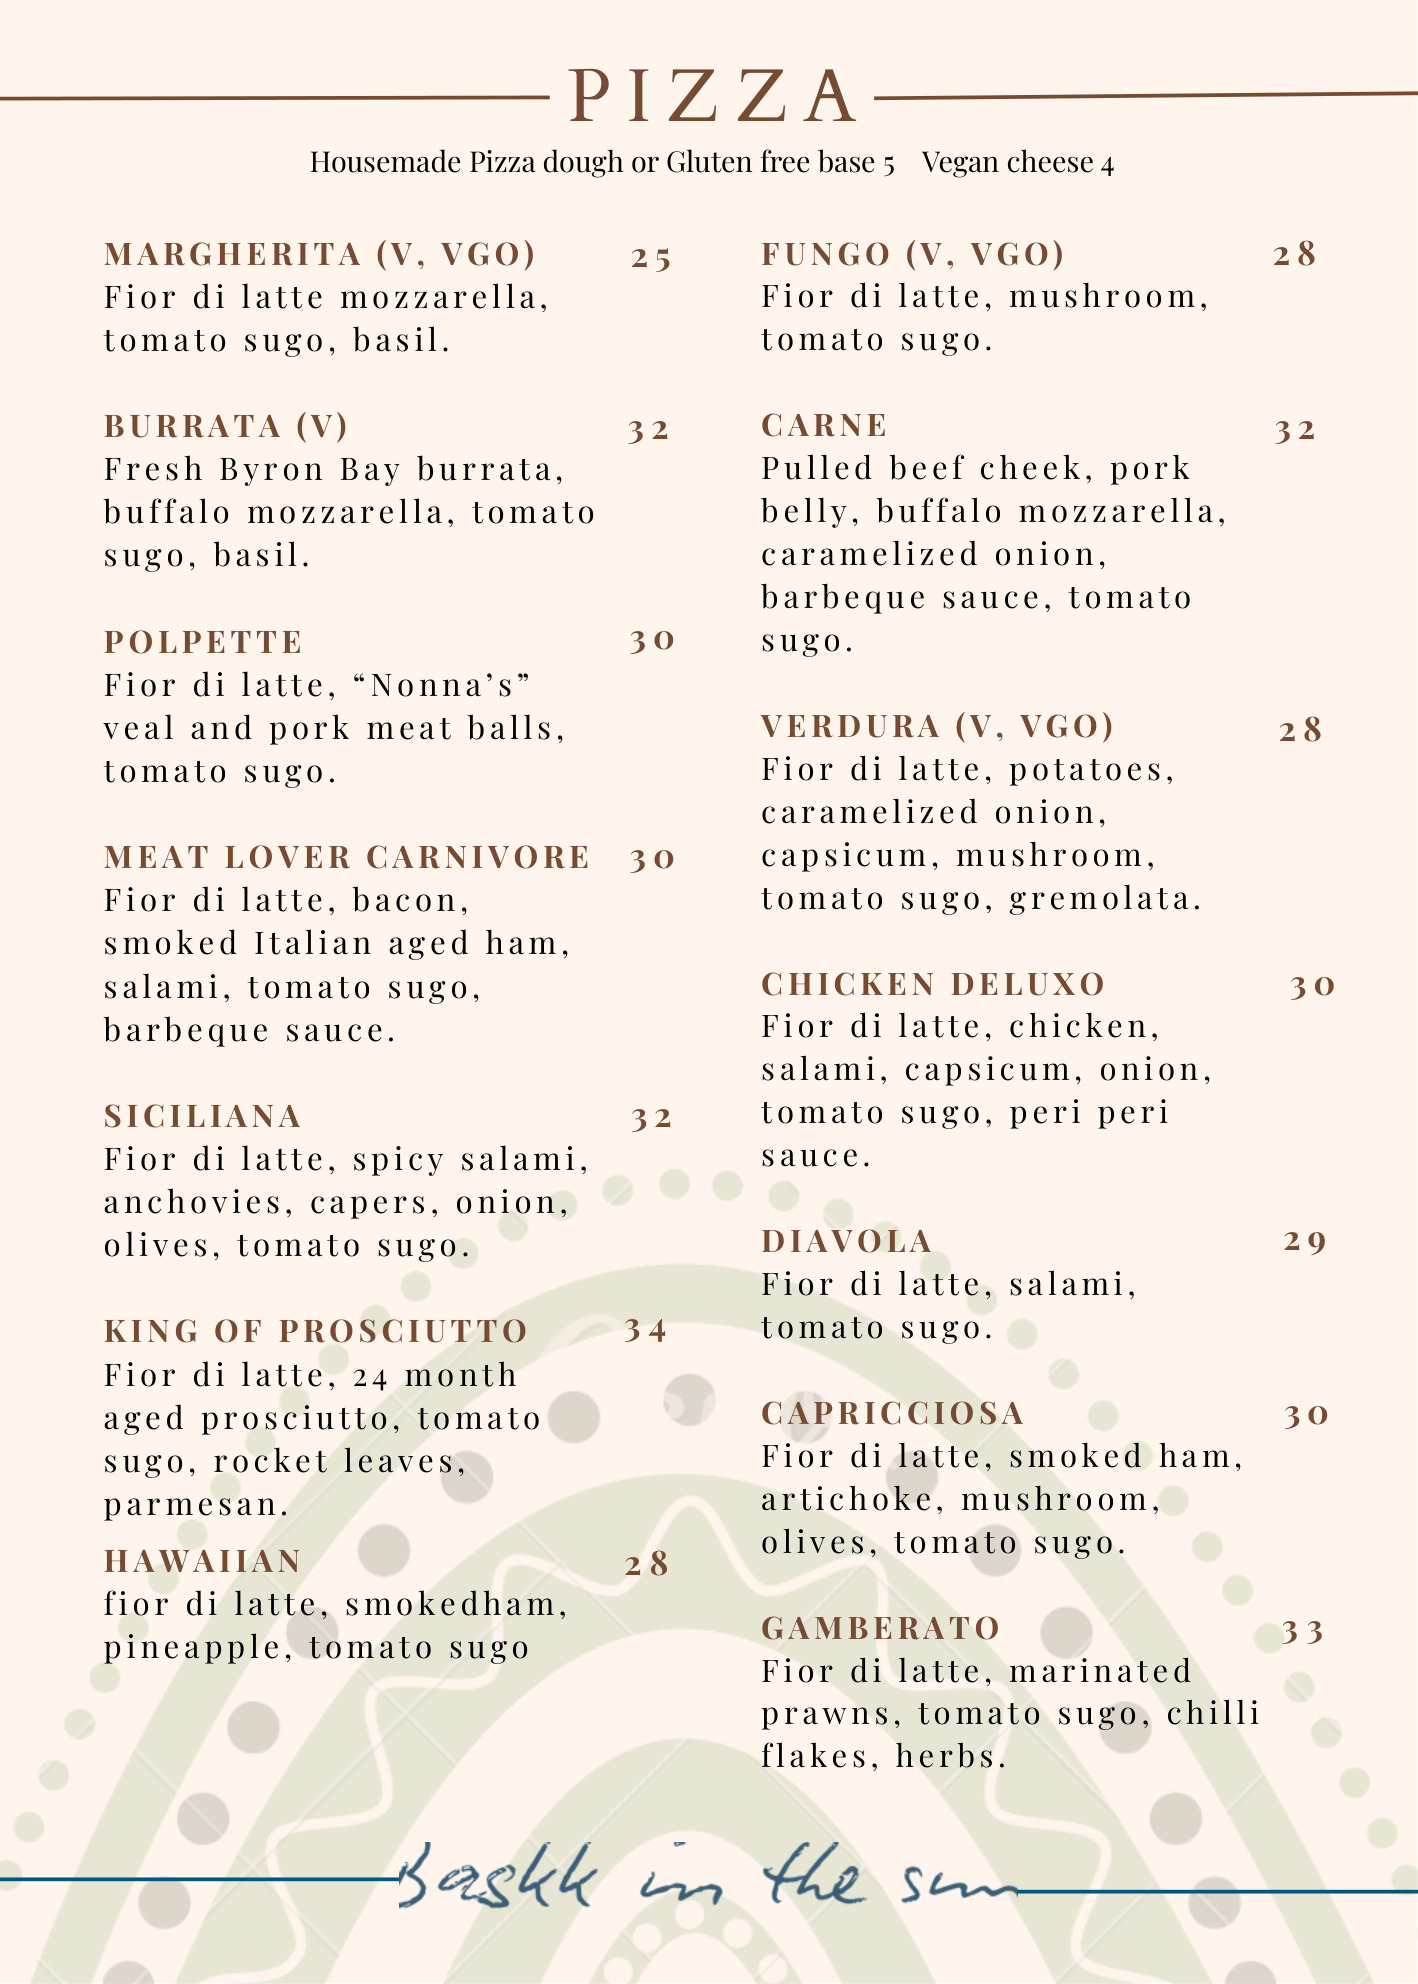 PIZZA
Housemade Pizza dough or Gluten free base 5 Vegan cheese 4
MARGHERITA (V, VGO) 25
Fior di latte mozzarella,
tomato sugo, basil.
BURRATA (V) 32
Fresh Byron Bay burrata,
buffalo mozzarella, tomato
sugo, basil.
POLPETTE 30
Fior di latte, “Nonna’s”
veal and pork meat balls,
tomato sugo.
MEAT LOVER CARNIVORE 30
Fior di latte, bacon,
smoked Italian aged ham,
salami, tomato sugo,
barbeque sauce.
SICILIANA 32
Fior di latte, spicy salami,
anchovies, capers, onion,
olives, tomato sugo.
KING OF PROSCIUTTO 34
Fior di latte, 24 month
aged prosciutto, tomato
sugo, rocket leaves,
parmesan.
HAWAIIAN 28
fior di latte, smokedham,
pineapple, tomato sugo
FUNGO (V, VGO) 28
Fior di latte, mushroom,
tomato sugo.
CARNE 32
Pulled beef cheek, pork
belly, buffalo mozzarella,
caramelized onion,
barbeque sauce, tomato
sugo.
VERDURA (V, VGO) 28
Fior di latte, potatoes,
caramelized onion,
capsicum, mushroom,
tomato sugo, gremolata.
CHICKEN DELUXO 30
Fior di latte, chicken,
salami, capsicum, onion,
tomato sugo, peri peri
sauce.
DIAVOLA 29
Fior di latte, salami,
tomato sugo.
CAPRICCIOSA 30
Fior di latte, smoked ham,
artichoke, mushroom,
olives, tomato sugo.
GAMBERATO 33
Fior di latte, marinated
prawns, tomato sugo, chilli
flakes, herbs.
Baskk in the sun